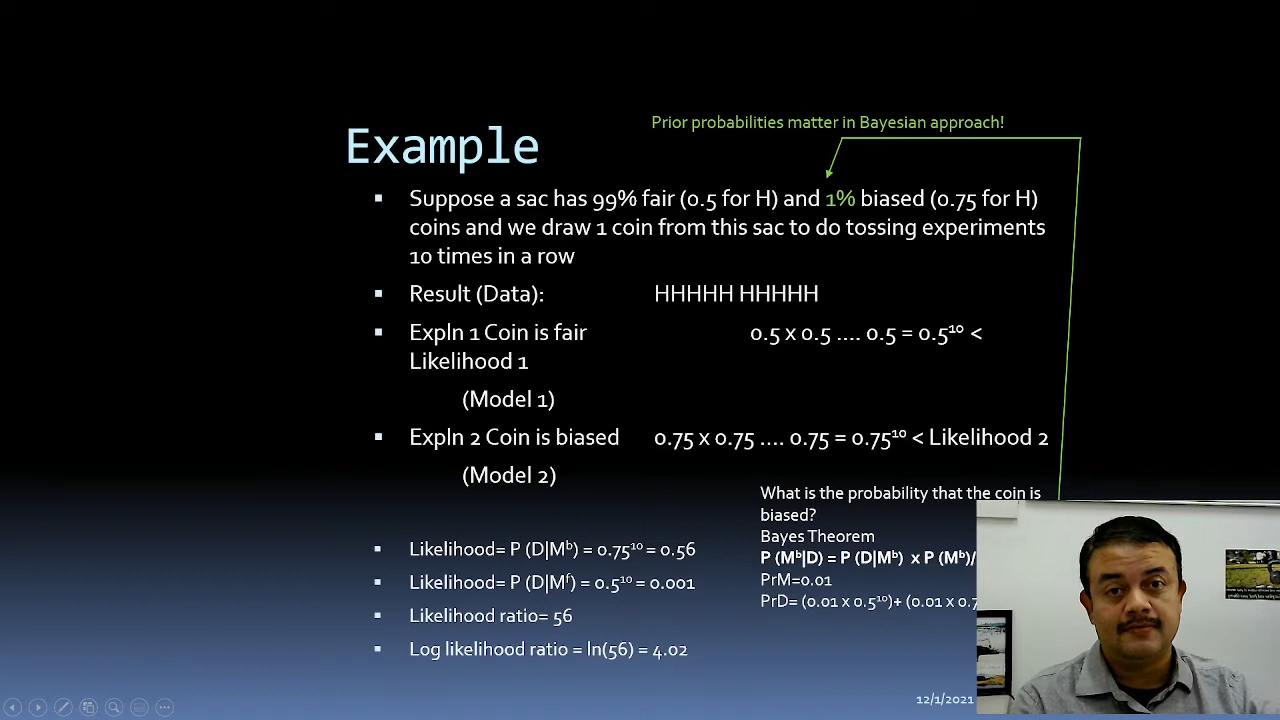 Prior probabilities matter in Bayesian approach!
Example
Suppose a sac has 99% fair (0.5 for H) and 1% biased (0.75 for H)
coins and we draw 1 coin from this sac to do tossing experiments
10 times in a row
Result (Data): HHHHH HHHHH
Expln 1 Coin is fair 0.5 x 0.5 .... 0.5 = 0.5¹⁰ <
Likelihood 1
(Model 1)
Expln 2 Coin is biased 0.75 x 0.75 .... 0.75 = 0.75¹⁰ < Likelihood 2
(Model 2)
Likelihood= P (D|Mᵇ) = 0.75¹⁰ = 0.56
Likelihood= P (D|Mᶠ) = 0.5¹⁰ = 0.001
Likelihood ratio= 56
Log likelihood ratio = ln(56) = 4.02
What is the probability that the coin is
biased?
Bayes Theorem
P (Mᵇ|D) = P (D|Mᵇ) x P (Mᵇ)/
PrM=0.01
PrD= (0.01 x 0.5¹⁰)+ (0.01 x 0.7
12/1/2021